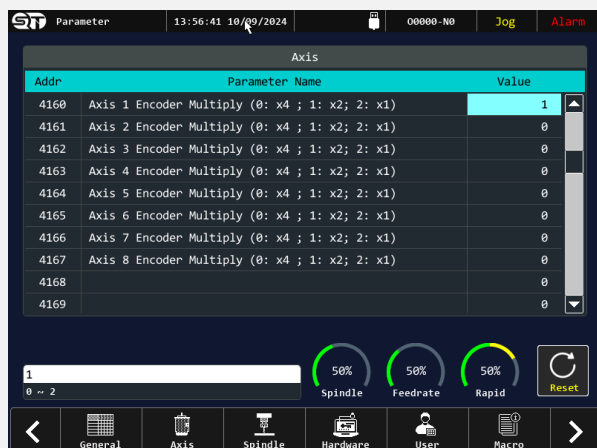 Parameter 13:56:41 10/09/2024 O0000-N0 Jog Alarm
Axis
Addr Parameter Name Value
4160 Axis 1 Encoder Multiply (0: x4 ; 1: x2; 2: x1) 1
4161 Axis 2 Encoder Multiply (0: x4 ; 1: x2; 2: x1) 0
4162 Axis 3 Encoder Multiply (0: x4 ; 1: x2; 2: x1) 0
4163 Axis 4 Encoder Multiply (0: x4 ; 1: x2; 2: x1) 0
4164 Axis 5 Encoder Multiply (0: x4 ; 1: x2; 2: x1) 0
4165 Axis 6 Encoder Multiply (0: x4 ; 1: x2; 2: x1) 0
4166 Axis 7 Encoder Multiply (0: x4 ; 1: x2; 2: x1) 0
4167 Axis 8 Encoder Multiply (0: x4 ; 1: x2; 2: x1) 0
4168 0
4169 0
1
0 ~ 2
50% 50% 50%
Spindle Feedrate Rapid Reset
General Axis Spindle Hardware User Macro